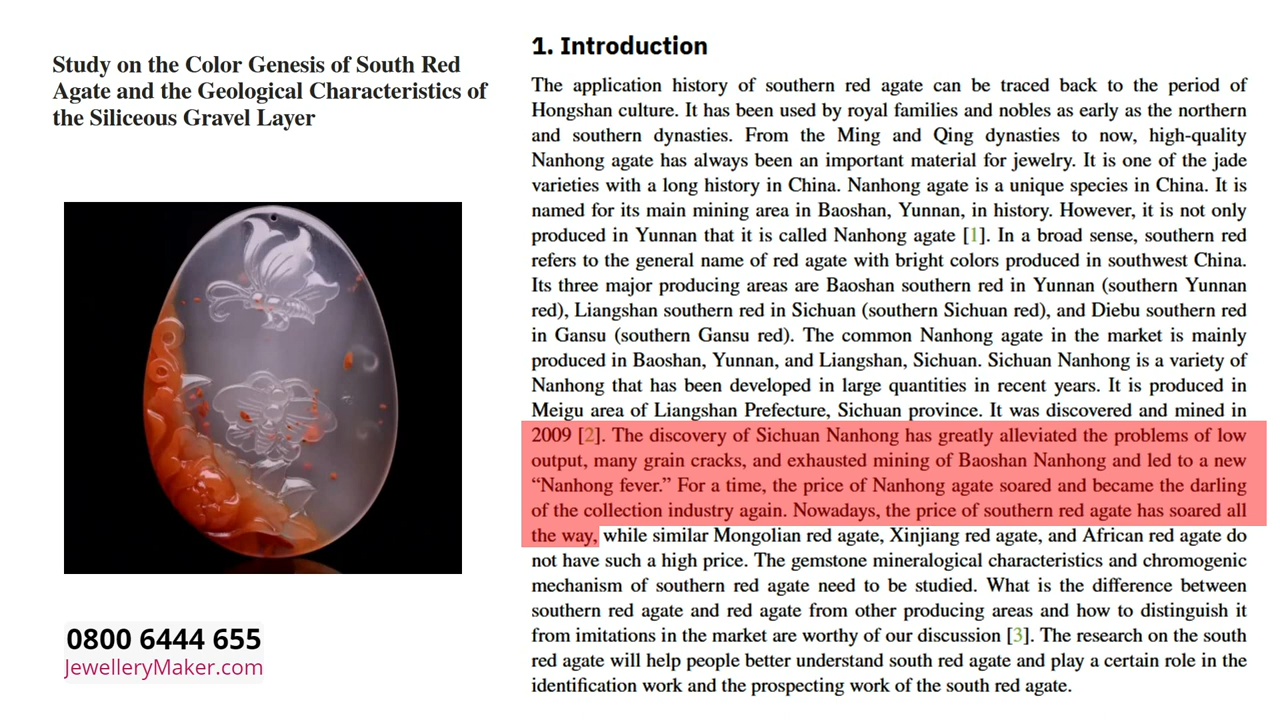 Study on the Color Genesis of South Red
Agate and the Geological Characteristics of
the Siliceous Gravel Layer
0800 6444 655
JewelleryMaker.com
1. Introduction
The application history of southern red agate can be traced back to the period of
Hongshan culture. It has been used by royal families and nobles as early as the northern
and southern dynasties. From the Ming and Qing dynasties to now, high-quality
Nanhong agate has always been an important material for jewelry. It is one of the jade
varieties with a long history in China. Nanhong agate is a unique species in China. It is
named for its main mining area in Baoshan, Yunnan, in history. However, it is not only
produced in Yunnan that it is called Nanhong agate [1]. In a broad sense, southern red
refers to the general name of red agate with bright colors produced in southwest China.
Its three major producing areas are Baoshan southern red in Yunnan (southern Yunnan
red), Liangshan southern red in Sichuan (southern Sichuan red), and Diebu southern red
in Gansu (southern Gansu red). The common Nanhong agate in the market is mainly
produced in Baoshan, Yunnan, and Liangshan, Sichuan. Sichuan Nanhong is a variety of
Nanhong that has been developed in large quantities in recent years. It is produced in
Meigu area of Liangshan Prefecture, Sichuan province. It was discovered and mined in
2009 [2]. The discovery of Sichuan Nanhong has greatly alleviated the problems of low
output, many grain cracks, and exhausted mining of Baoshan Nanhong and led to a new
“Nanhong fever.” For a time, the price of Nanhong agate soared and became the darling
of the collection industry again. Nowadays, the price of southern red agate has soared all
the way, while similar Mongolian red agate, Xinjiang red agate, and African red agate do
not have such a high price. The gemstone mineralogical characteristics and chromogenic
mechanism of southern red agate need to be studied. What is the difference between
southern red agate and red agate from other producing areas and how to distinguish it
from imitations in the market are worthy of our discussion [3]. The research on the south
red agate will help people better understand south red agate and play a certain role in the
identification work and the prospecting work of the south red agate.